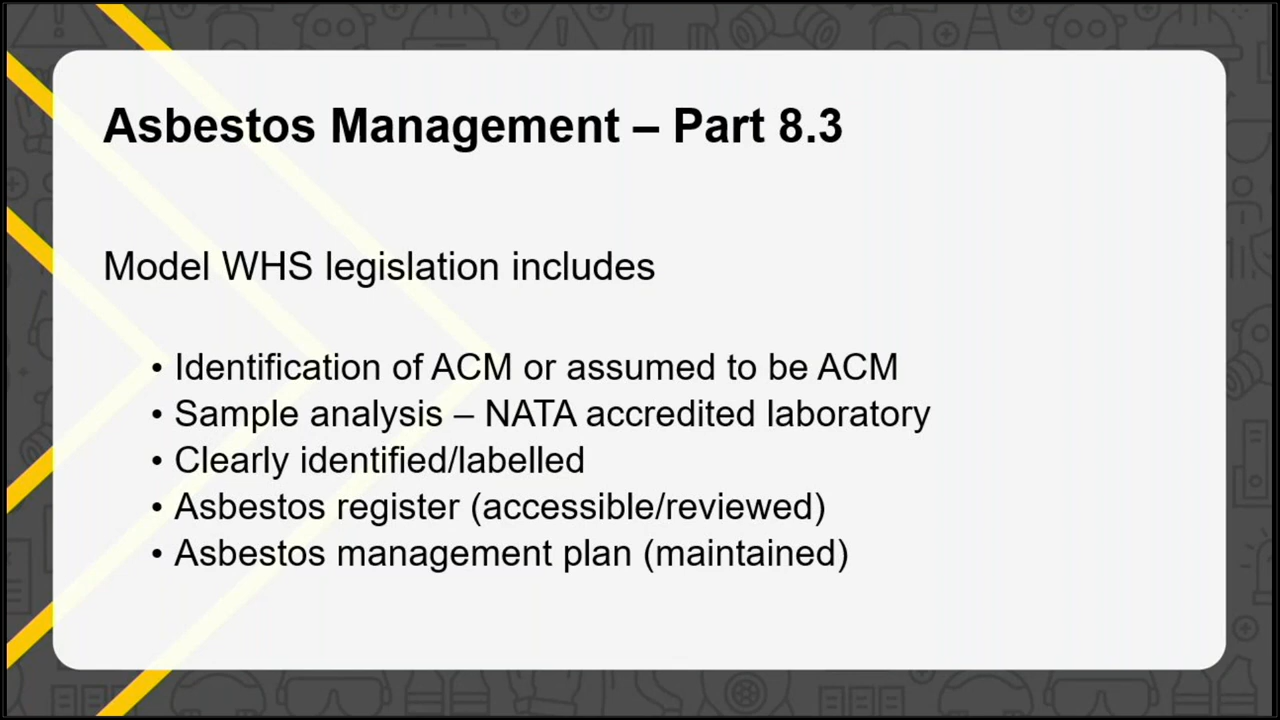 Asbestos Management – Part 8.3
Model WHS legislation includes
• Identification of ACM or assumed to be ACM
• Sample analysis – NATA accredited laboratory
• Clearly identified/labelled
• Asbestos register (accessible/reviewed)
• Asbestos management plan (maintained)